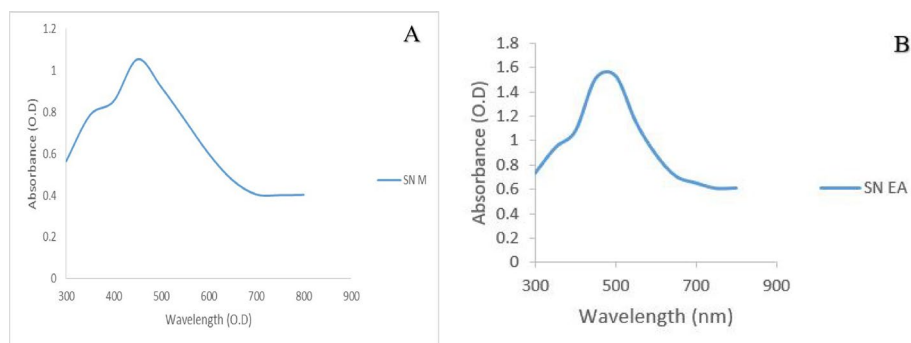 A
1.2
1
0.8
0.6
0.4
0.2
0
Absorbance (O.D)
300 400 500 600 700 800 900
Wavelength (O.D)
SN M
B
1.8
1.6
1.4
1.2
1
0.8
0.6
0.4
0.2
0
Absorbance (O.D)
300 500 700 900
Wavelength (nm)
SN EA